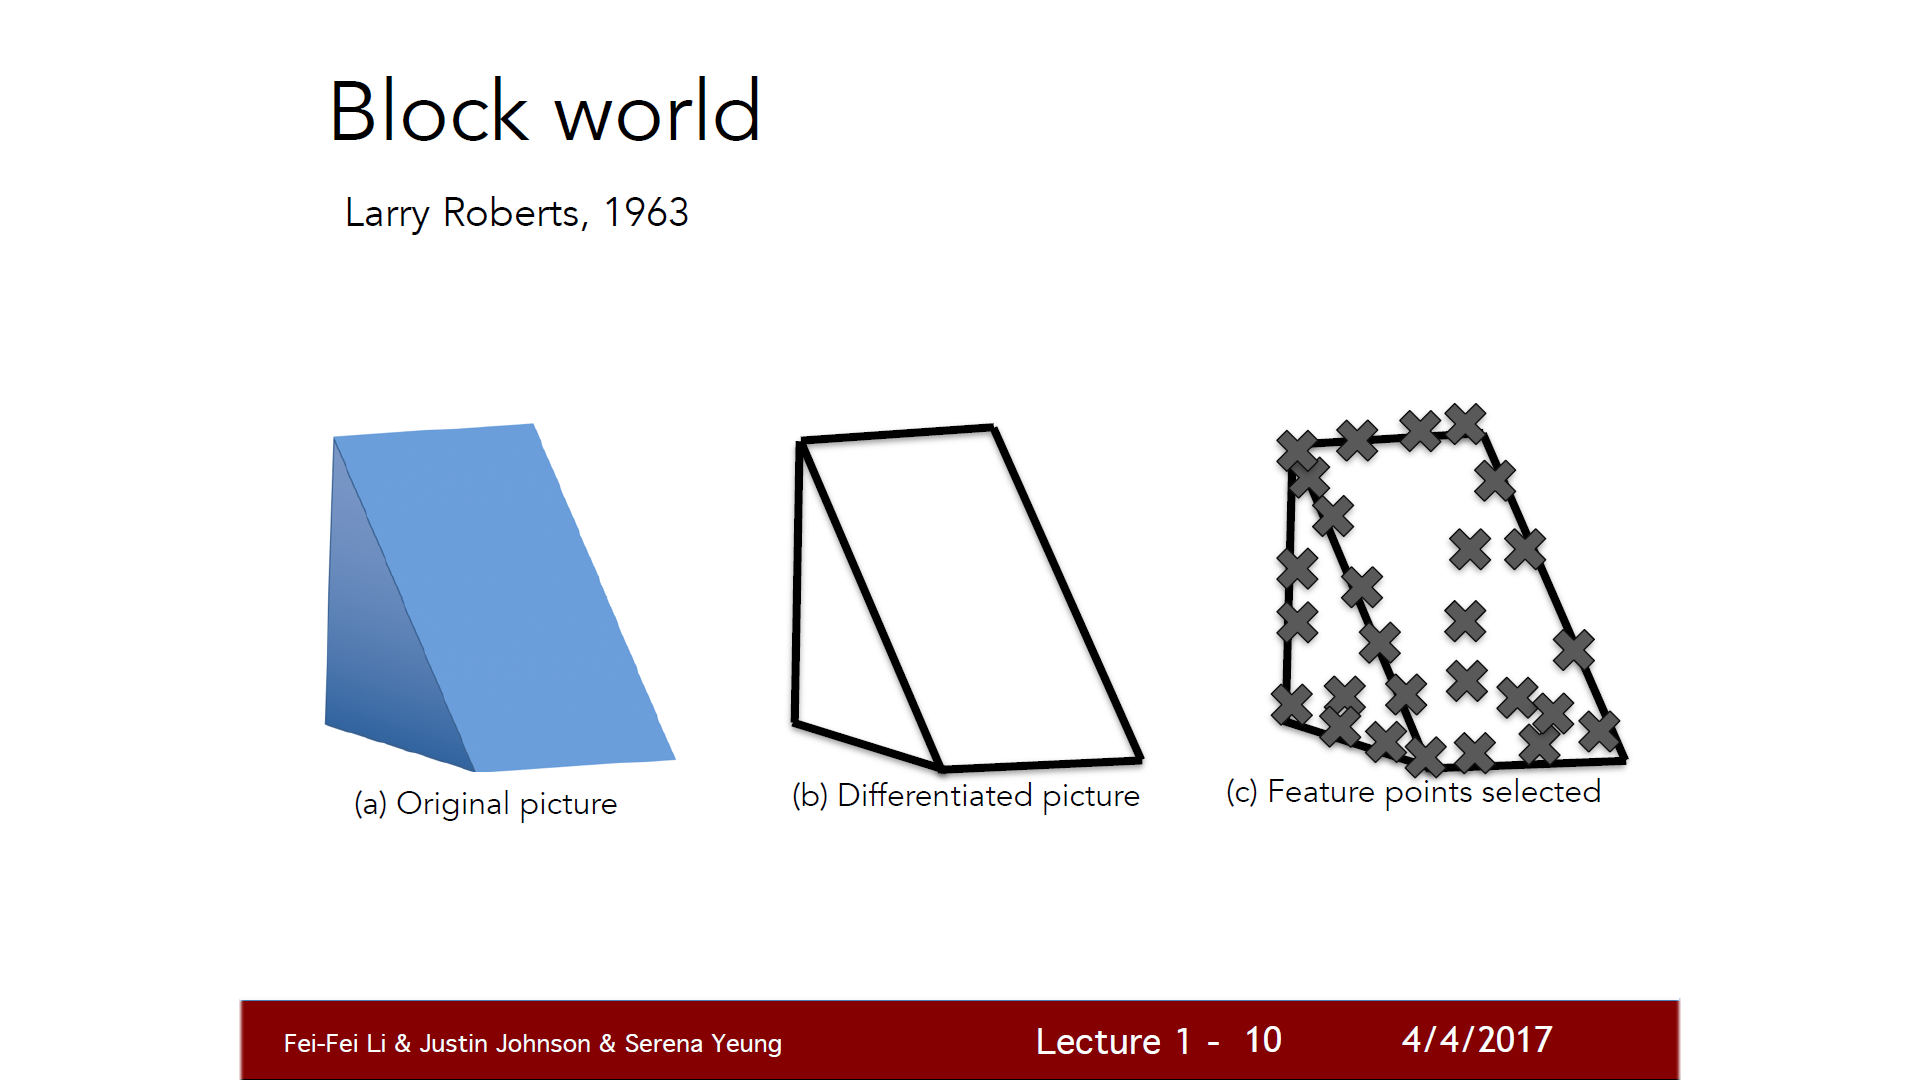 Block world
Larry Roberts, 1963
(a) Original picture
(b) Differentiated picture
(c) Feature points selected
Fei-Fei Li & Justin Johnson & Serena Yeung
Lecture 1 - 10
4/4/2017